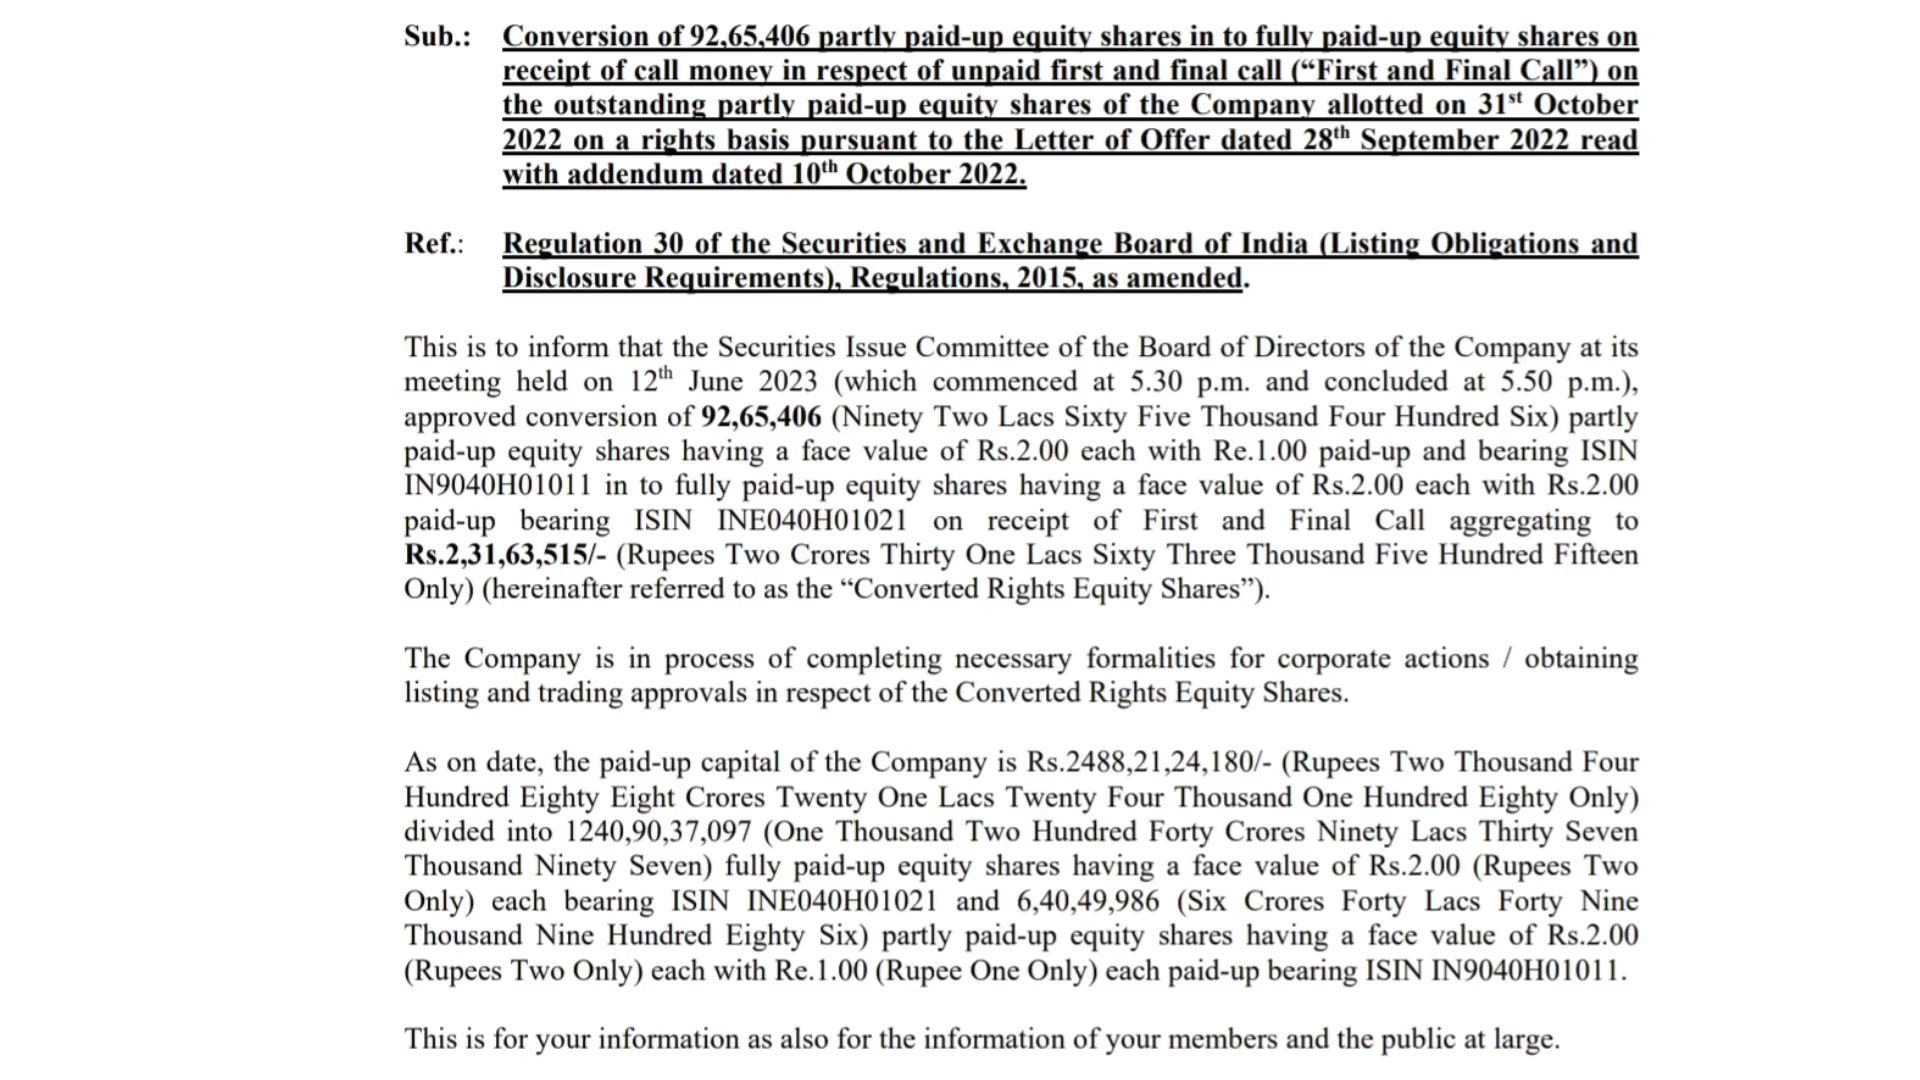 Sub.: Conversion of 92,65,406 partly paid-up equity shares in to fully paid-up equity shares on
receipt of call money in respect of unpaid first and final call (“First and Final Call”) on
the outstanding partly paid-up equity shares of the Company allotted on 31st October
2022 on a rights basis pursuant to the Letter of Offer dated 28th September 2022 read
with addendum dated 10th October 2022.
Ref.: Regulation 30 of the Securities and Exchange Board of India (Listing Obligations and
Disclosure Requirements), Regulations, 2015, as amended.
This is to inform that the Securities Issue Committee of the Board of Directors of the Company at its
meeting held on 12th June 2023 (which commenced at 5.30 p.m. and concluded at 5.50 p.m.),
approved conversion of 92,65,406 (Ninety Two Lacs Sixty Five Thousand Four Hundred Six) partly
paid-up equity shares having a face value of Rs.2.00 each with Re.1.00 paid-up and bearing ISIN
IN9040H01011 in to fully paid-up equity shares having a face value of Rs.2.00 each with Rs.2.00
paid-up bearing ISIN INE040H01021 on receipt of First and Final Call aggregating to
Rs.2,31,63,515/- (Rupees Two Crores Thirty One Lacs Sixty Three Thousand Five Hundred Fifteen
Only) (hereinafter referred to as the “Converted Rights Equity Shares”).
The Company is in process of completing necessary formalities for corporate actions / obtaining
listing and trading approvals in respect of the Converted Rights Equity Shares.
As on date, the paid-up capital of the Company is Rs.2488,21,24,180/- (Rupees Two Thousand Four
Hundred Eighty Eight Crores Twenty One Lacs Twenty Four Thousand One Hundred Eighty Only)
divided into 1240,90,37,097 (One Thousand Two Hundred Forty Crores Ninety Lacs Thirty Seven
Thousand Ninety Seven) fully paid-up equity shares having a face value of Rs.2.00 (Rupees Two
Only) each bearing ISIN INE040H01021 and 6,40,49,986 (Six Crores Forty Lacs Forty Nine
Thousand Nine Hundred Eighty Six) partly paid-up equity shares having a face value of Rs.2.00
(Rupees Two Only) each with Re.1.00 (Rupee One Only) each paid-up bearing ISIN IN9040H01011.
This is for your information as also for the information of your members and the public at large.